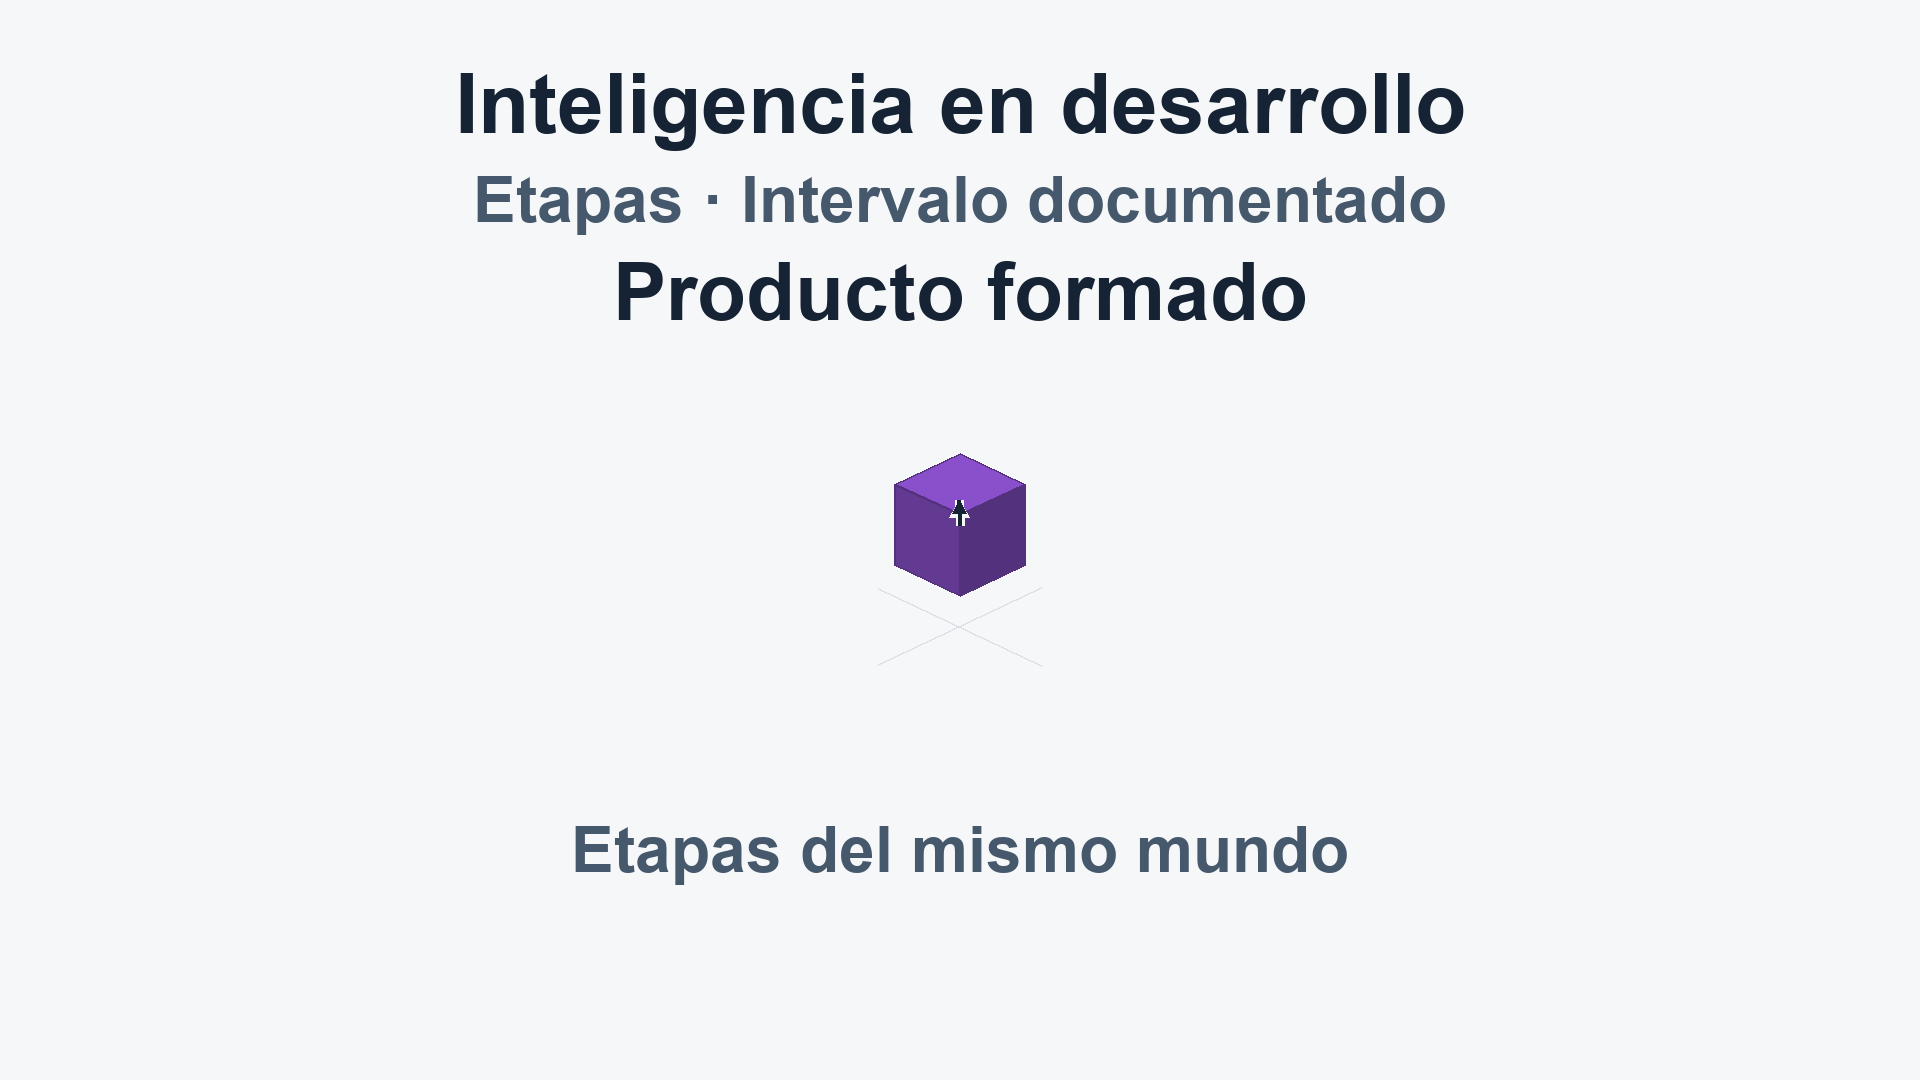 Inteligencia en desarrollo
Etapas · Intervalo documentado
Producto formado
Etapas del mismo mundo